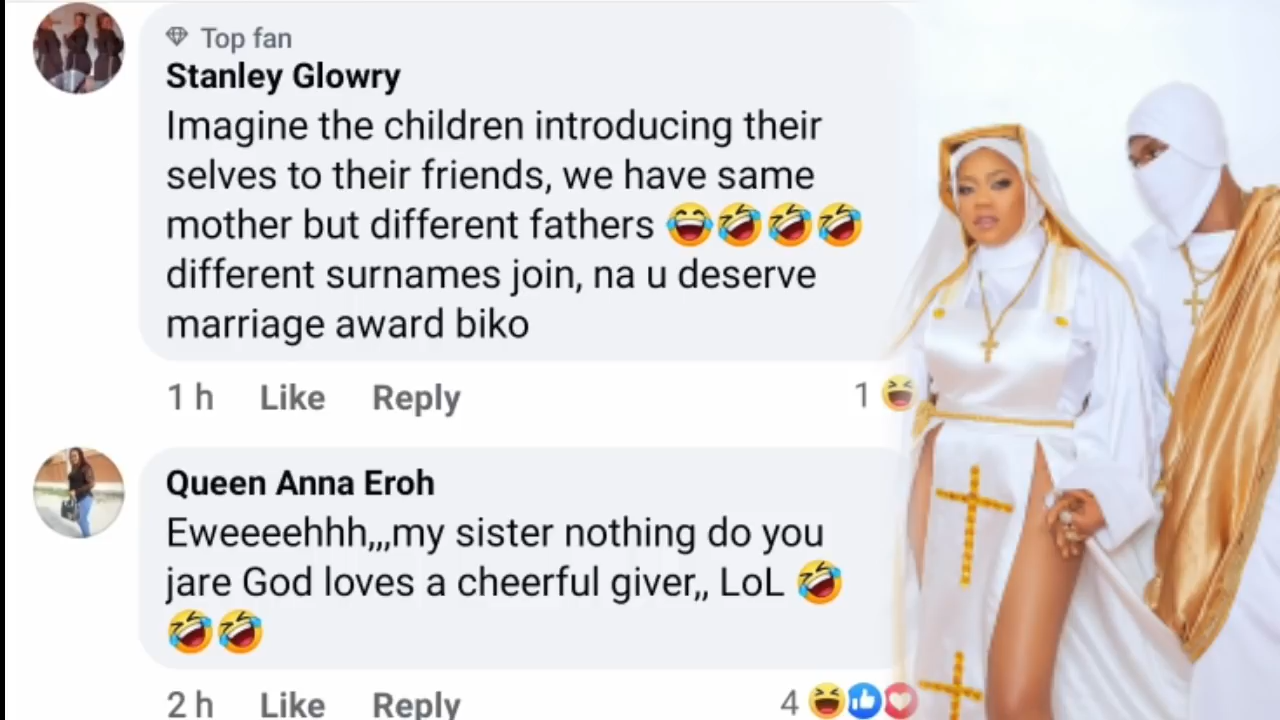 Top fan
Stanley Glowry
Imagine the children introducing their
selves to their friends, we have same
mother but different fathers 😂🤣🤣🤣
different surnames join, na u deserve
marriage award biko
1 h Like Reply 1
Queen Anna Eroh
Eweeeehhh,,,my sister nothing do you
jare God loves a cheerful giver,, LoL 🤣
🤣🤣
2 h Like Reply 4